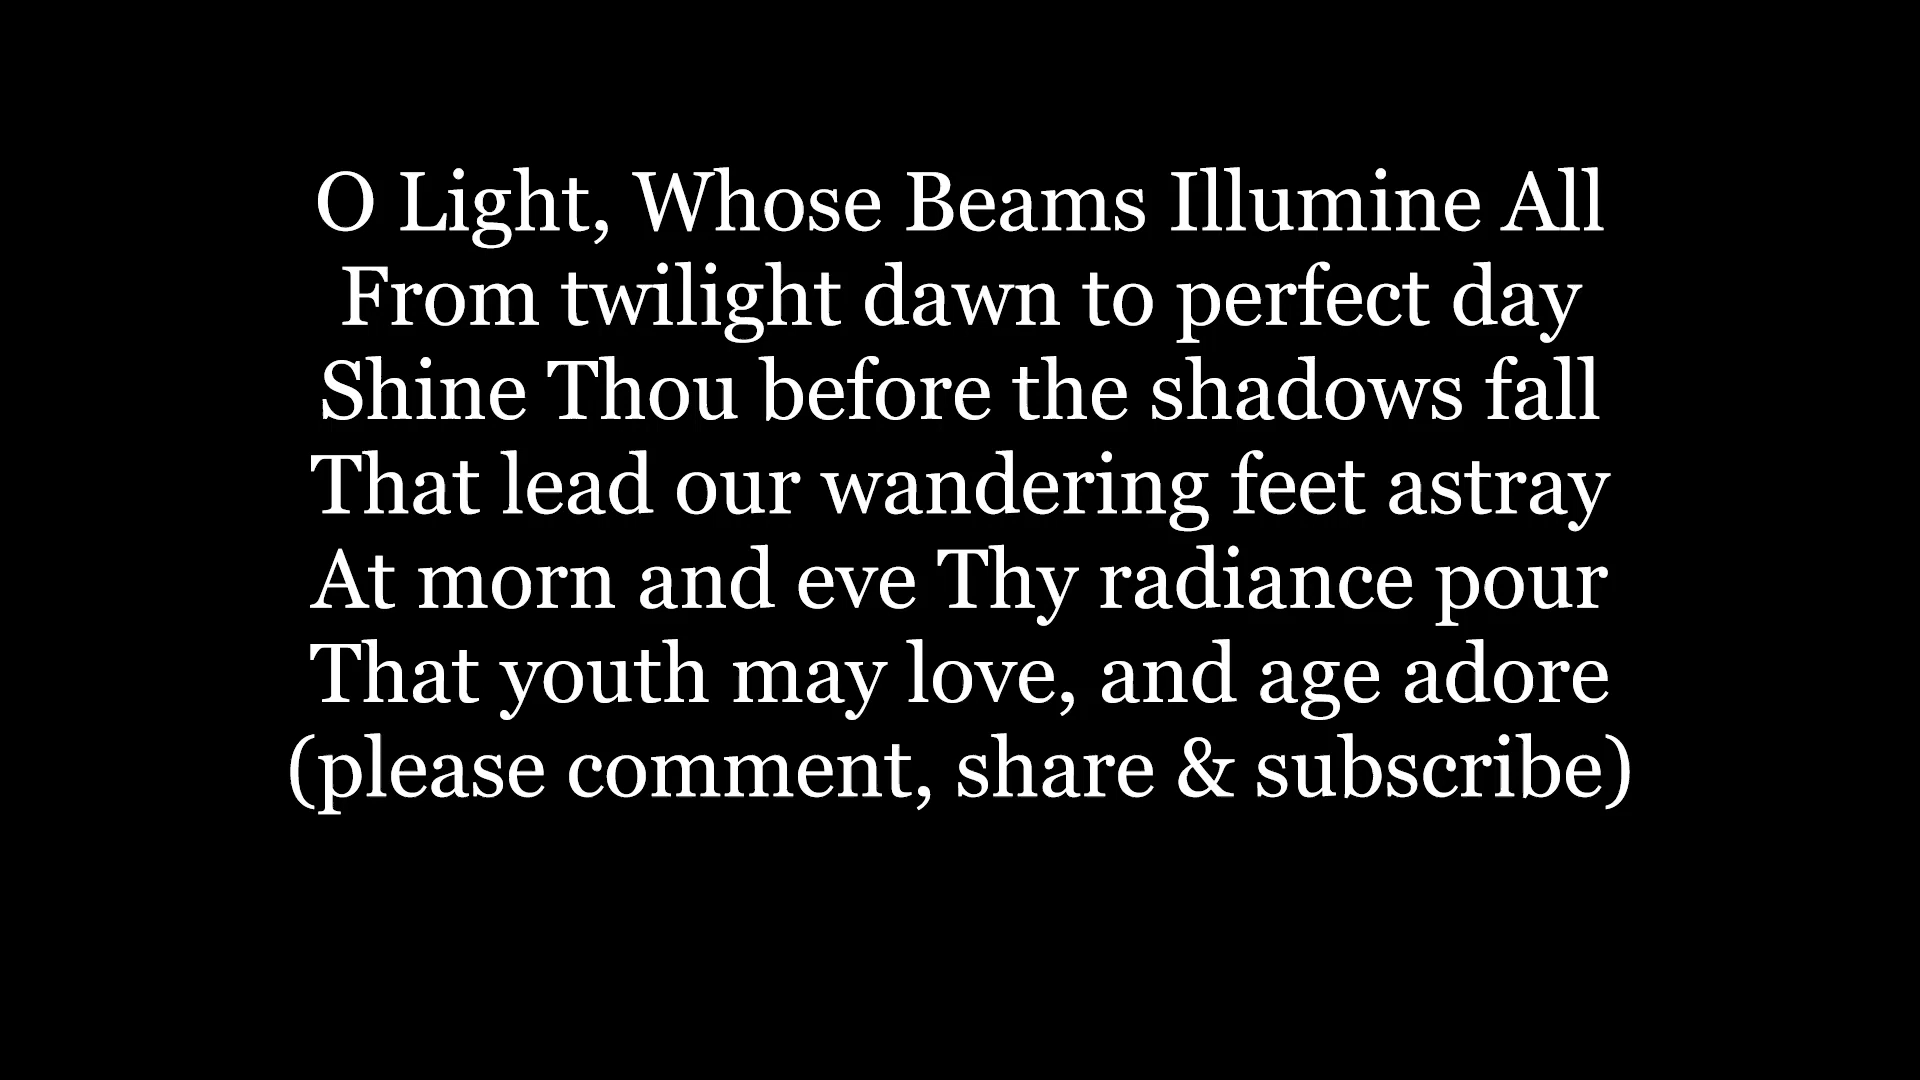 O Light, Whose Beams Illumine All
From twilight dawn to perfect day
Shine Thou before the shadows fall
That lead our wandering feet astray
At morn and eve Thy radiance pour
That youth may love, and age adore
(please comment, share & subscribe)